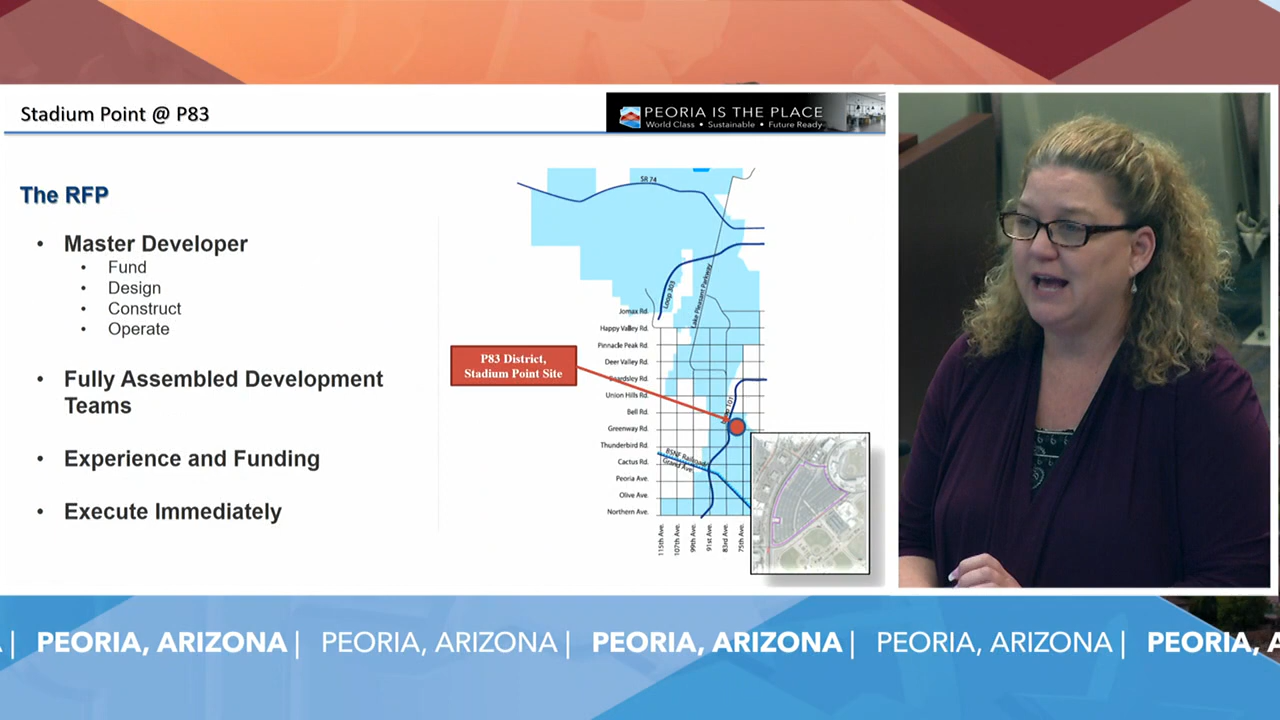 Stadium Point @ P83
PEORIA IS THE PLACE
World Class • Sustainable • Future Ready
The RFP
• Master Developer
• Fund
• Design
• Construct
• Operate
• Fully Assembled Development
Teams
• Experience and Funding
• Execute Immediately
SR 74
Loop 303
Lake Pleasant Parkway
Jomax Rd.
Happy Valley Rd.
Pinnacle Peak Rd.
Deer Valley Rd.
P83 District,
Stadium Point Site
Rd.
Union Hills Rd.
101
Bell Rd.
Greenway Rd.
Thunderbird Rd.
BSNF Railroad
Grand Ave.
Cactus Rd.
Peoria Ave.
Olive Ave.
Northern Ave.
115th Ave.
107th Ave.
99th Ave.
91st Ave.
83rd Ave.
75th Ave.
| PEORIA, ARIZONA | PEORIA, ARIZONA | PEORIA, ARIZONA | PEORIA, ARIZONA | PEORIA, A